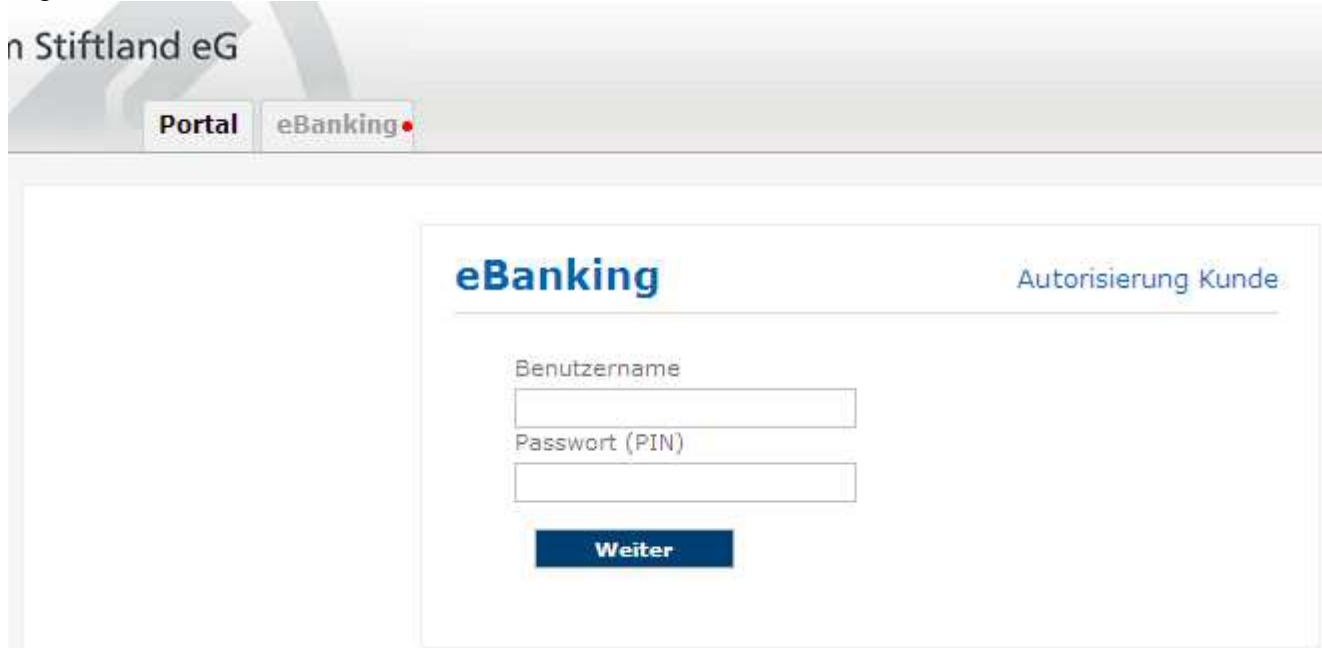 m Stiftland eG
Portal eBanking
eBanking Autorisierung Kunde
Benutzername
Passwort (PIN)
Weiter